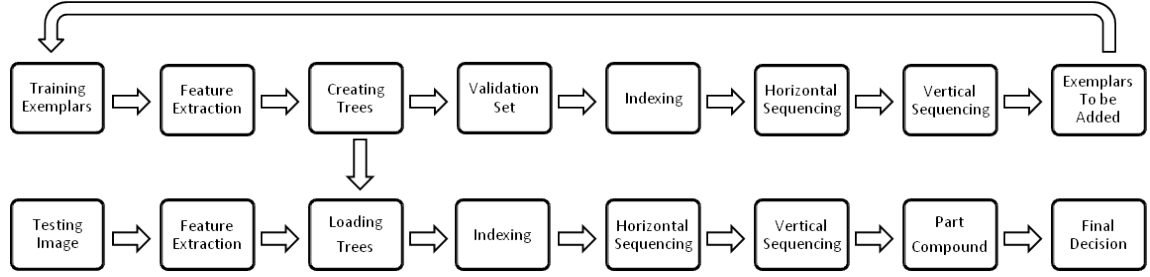 Training
Exemplars
Feature
Extraction
Creating
Trees
Validation
Set
Indexing
Horizontal
Sequencing
Vertical
Sequencing
Exemplars
To be
Added
Testing
Image
Feature
Extraction
Loading
Trees
Indexing
Horizontal
Sequencing
Vertical
Sequencing
Part
Compound
Final
Decision